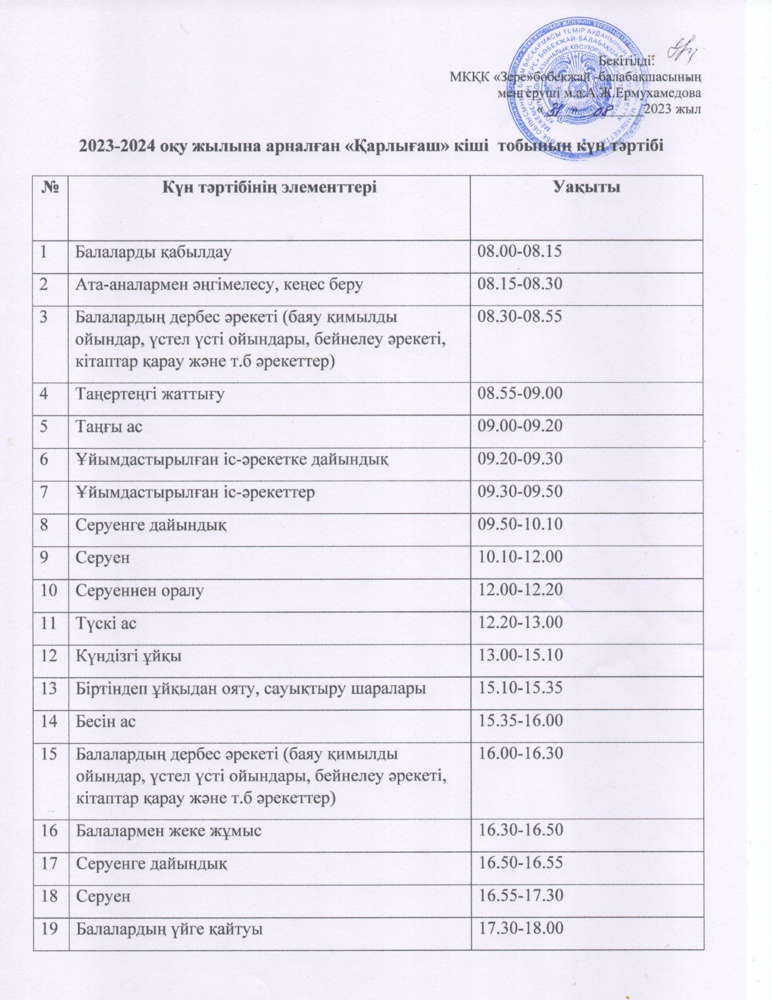 Бекітілді:
МКҚК «Зере»бөбекжай -балабақшасының
меңгеруші м.а:А.Ж.Ермухамедова
« 31 » 08 2023 жыл
2023-2024 оқу жылына арналған «Қарлығаш» кіші тобының күн тәртібі
№ Күн тәртібінің элементтері Уақыты
1 Балаларды қабылдау 08.00-08.15
2 Ата-аналармен әңгімелесу, кеңес беру 08.15-08.30
3 Балалардың дербес әрекеті (баяу қимылды 08.30-08.55
ойындар, үстел үсті ойындары, бейнелеу әрекеті,
кітаптар қарау және т.б әрекеттер)
4 Таңертеңгі жаттығу 08.55-09.00
5 Таңғы ас 09.00-09.20
6 Ұйымдастырылған іс-әрекетке дайындық 09.20-09.30
7 Ұйымдастырылған іс-әрекеттер 09.30-09.50
8 Серуенге дайындық 09.50-10.10
9 Серуен 10.10-12.00
10 Серуеннен оралу 12.00-12.20
11 Түскі ас 12.20-13.00
12 Күндізгі ұйқы 13.00-15.10
13 Біртіндеп ұйқыдан ояту, сауықтыру шаралары 15.10-15.35
14 Бесін ас 15.35-16.00
15 Балалардың дербес әрекеті (баяу қимылды 16.00-16.30
ойындар, үстел үсті ойындары, бейнелеу әрекеті,
кітаптар қарау және т.б әрекеттер)
16 Балалармен жеке жұмыс 16.30-16.50
17 Серуенге дайындық 16.50-16.55
18 Серуен 16.55-17.30
19 Балалардың үйге қайтуы 17.30-18.00